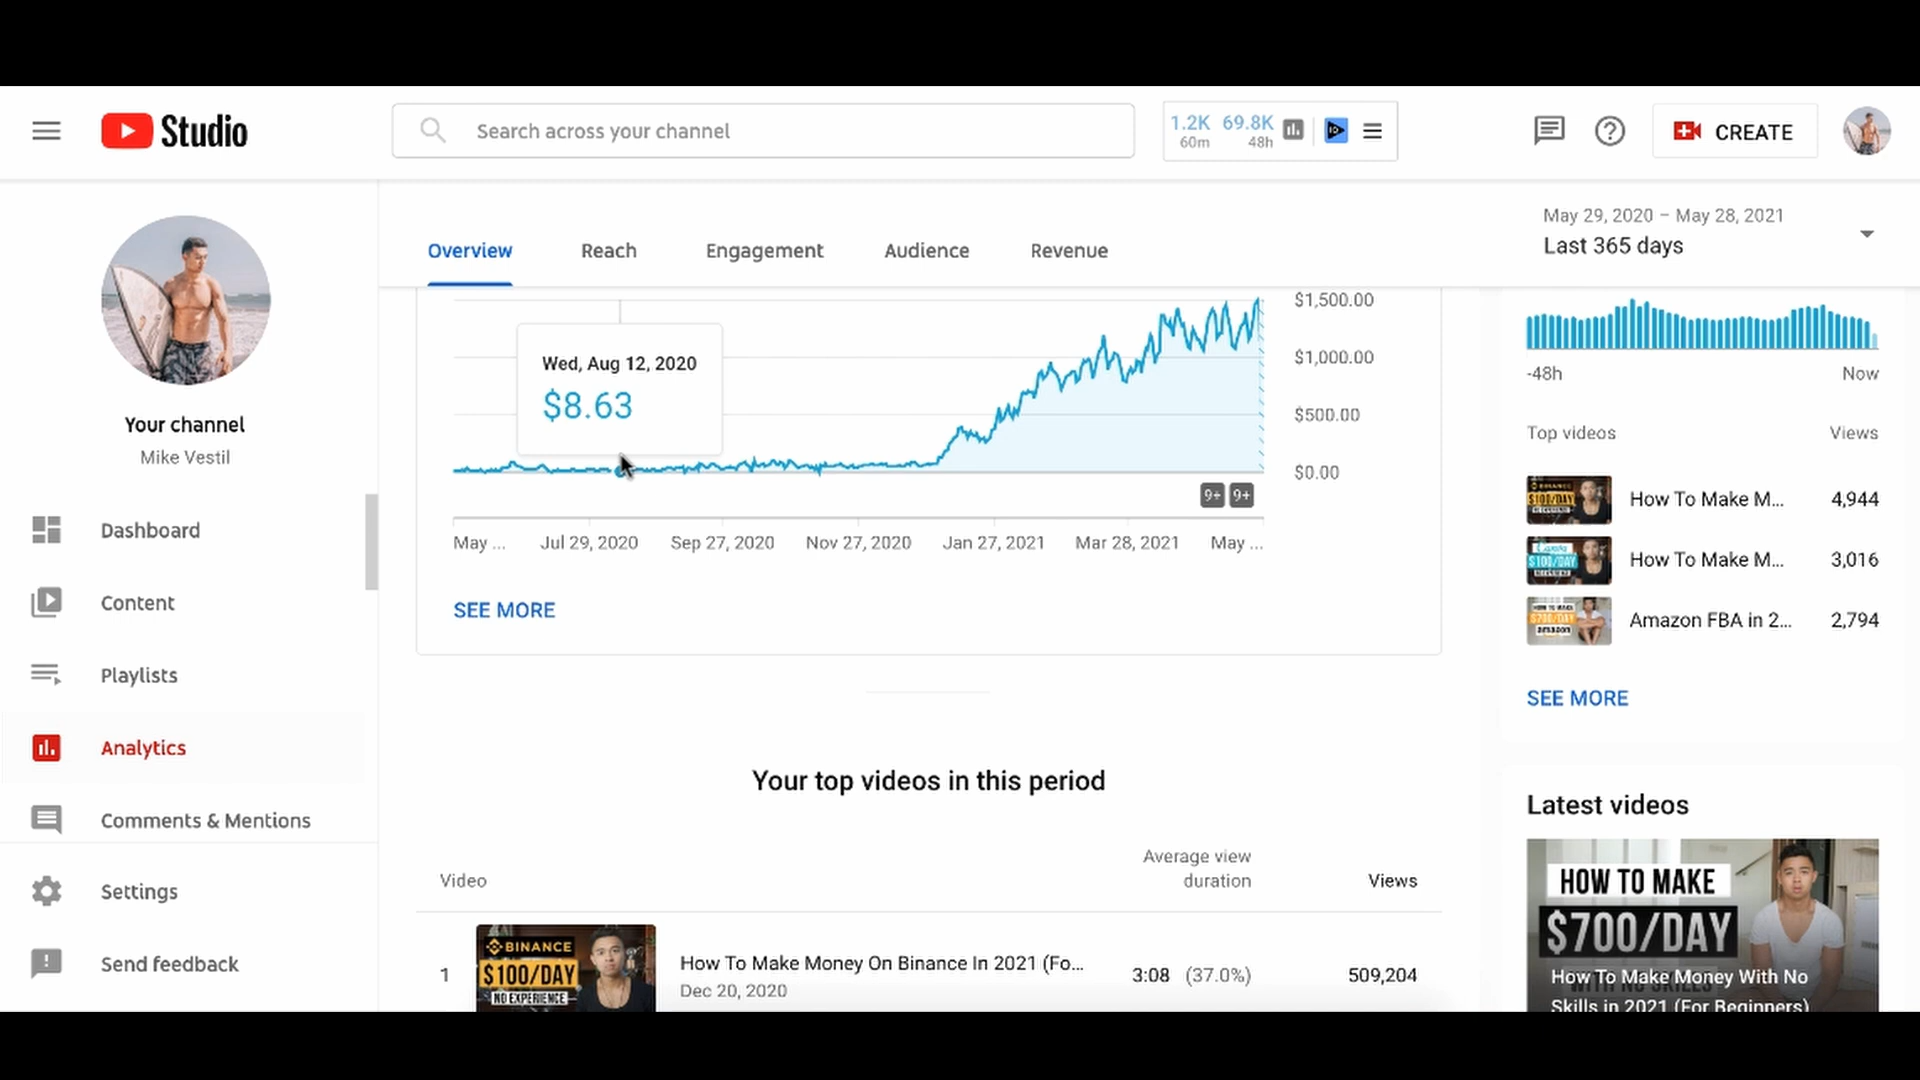 Studio
Search across your channel
1.2K 69.8K
60m 48h
CREATE
Your channel
Mike Vestil
Dashboard
Content
Playlists
Analytics
Comments & Mentions
Settings
Send feedback
Overview Reach Engagement Audience Revenue
May 29, 2020 – May 28, 2021
Last 365 days
$1,500.00
$1,000.00
$500.00
$0.00
Wed, Aug 12, 2020
$8.63
9+ 9+
May ... Jul 29, 2020 Sep 27, 2020 Nov 27, 2020 Jan 27, 2021 Mar 28, 2021 May ...
SEE MORE
Your top videos in this period
Video Average view duration Views
1 BINANCE
$100/DAY
NO EXPERIENCE
How To Make Money On Binance In 2021 (Fo...
Dec 20, 2020
3:08 (37.0%) 509,204
-48h Now
Top videos Views
$100/DAY
How To Make M... 4,944
$100/DAY
How To Make M... 3,016
$700/DAY
amazon
Amazon FBA in 2... 2,794
SEE MORE
Latest videos
HOW TO MAKE
$700/DAY
How To Make Money With No
Skills in 2021 (For Beginners)